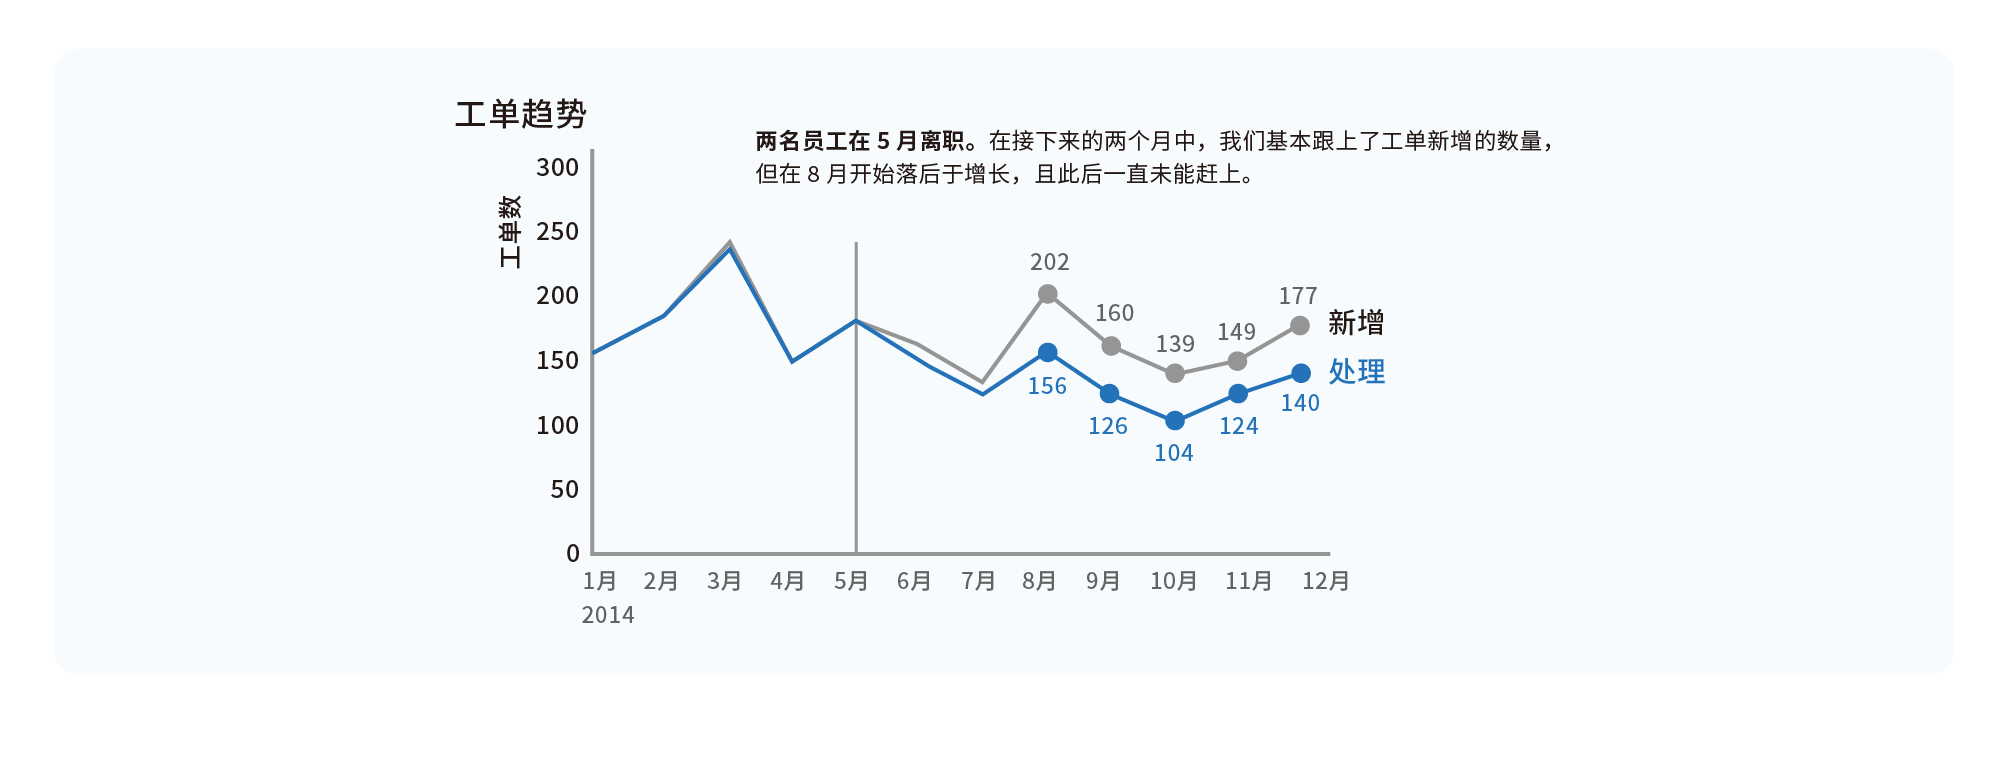 工单趋势
两名员工在 5 月离职。在接下来的两个月中，我们基本跟上了工单新增的数量，
但在 8 月开始落后于增长，且此后一直未能赶上。
工单数
300
250
200
150
100
50
0
202
160
139
149
177
新增
处理
156
126
104
124
140
1月 2月 3月 4月 5月 6月 7月 8月 9月 10月 11月 12月
2014